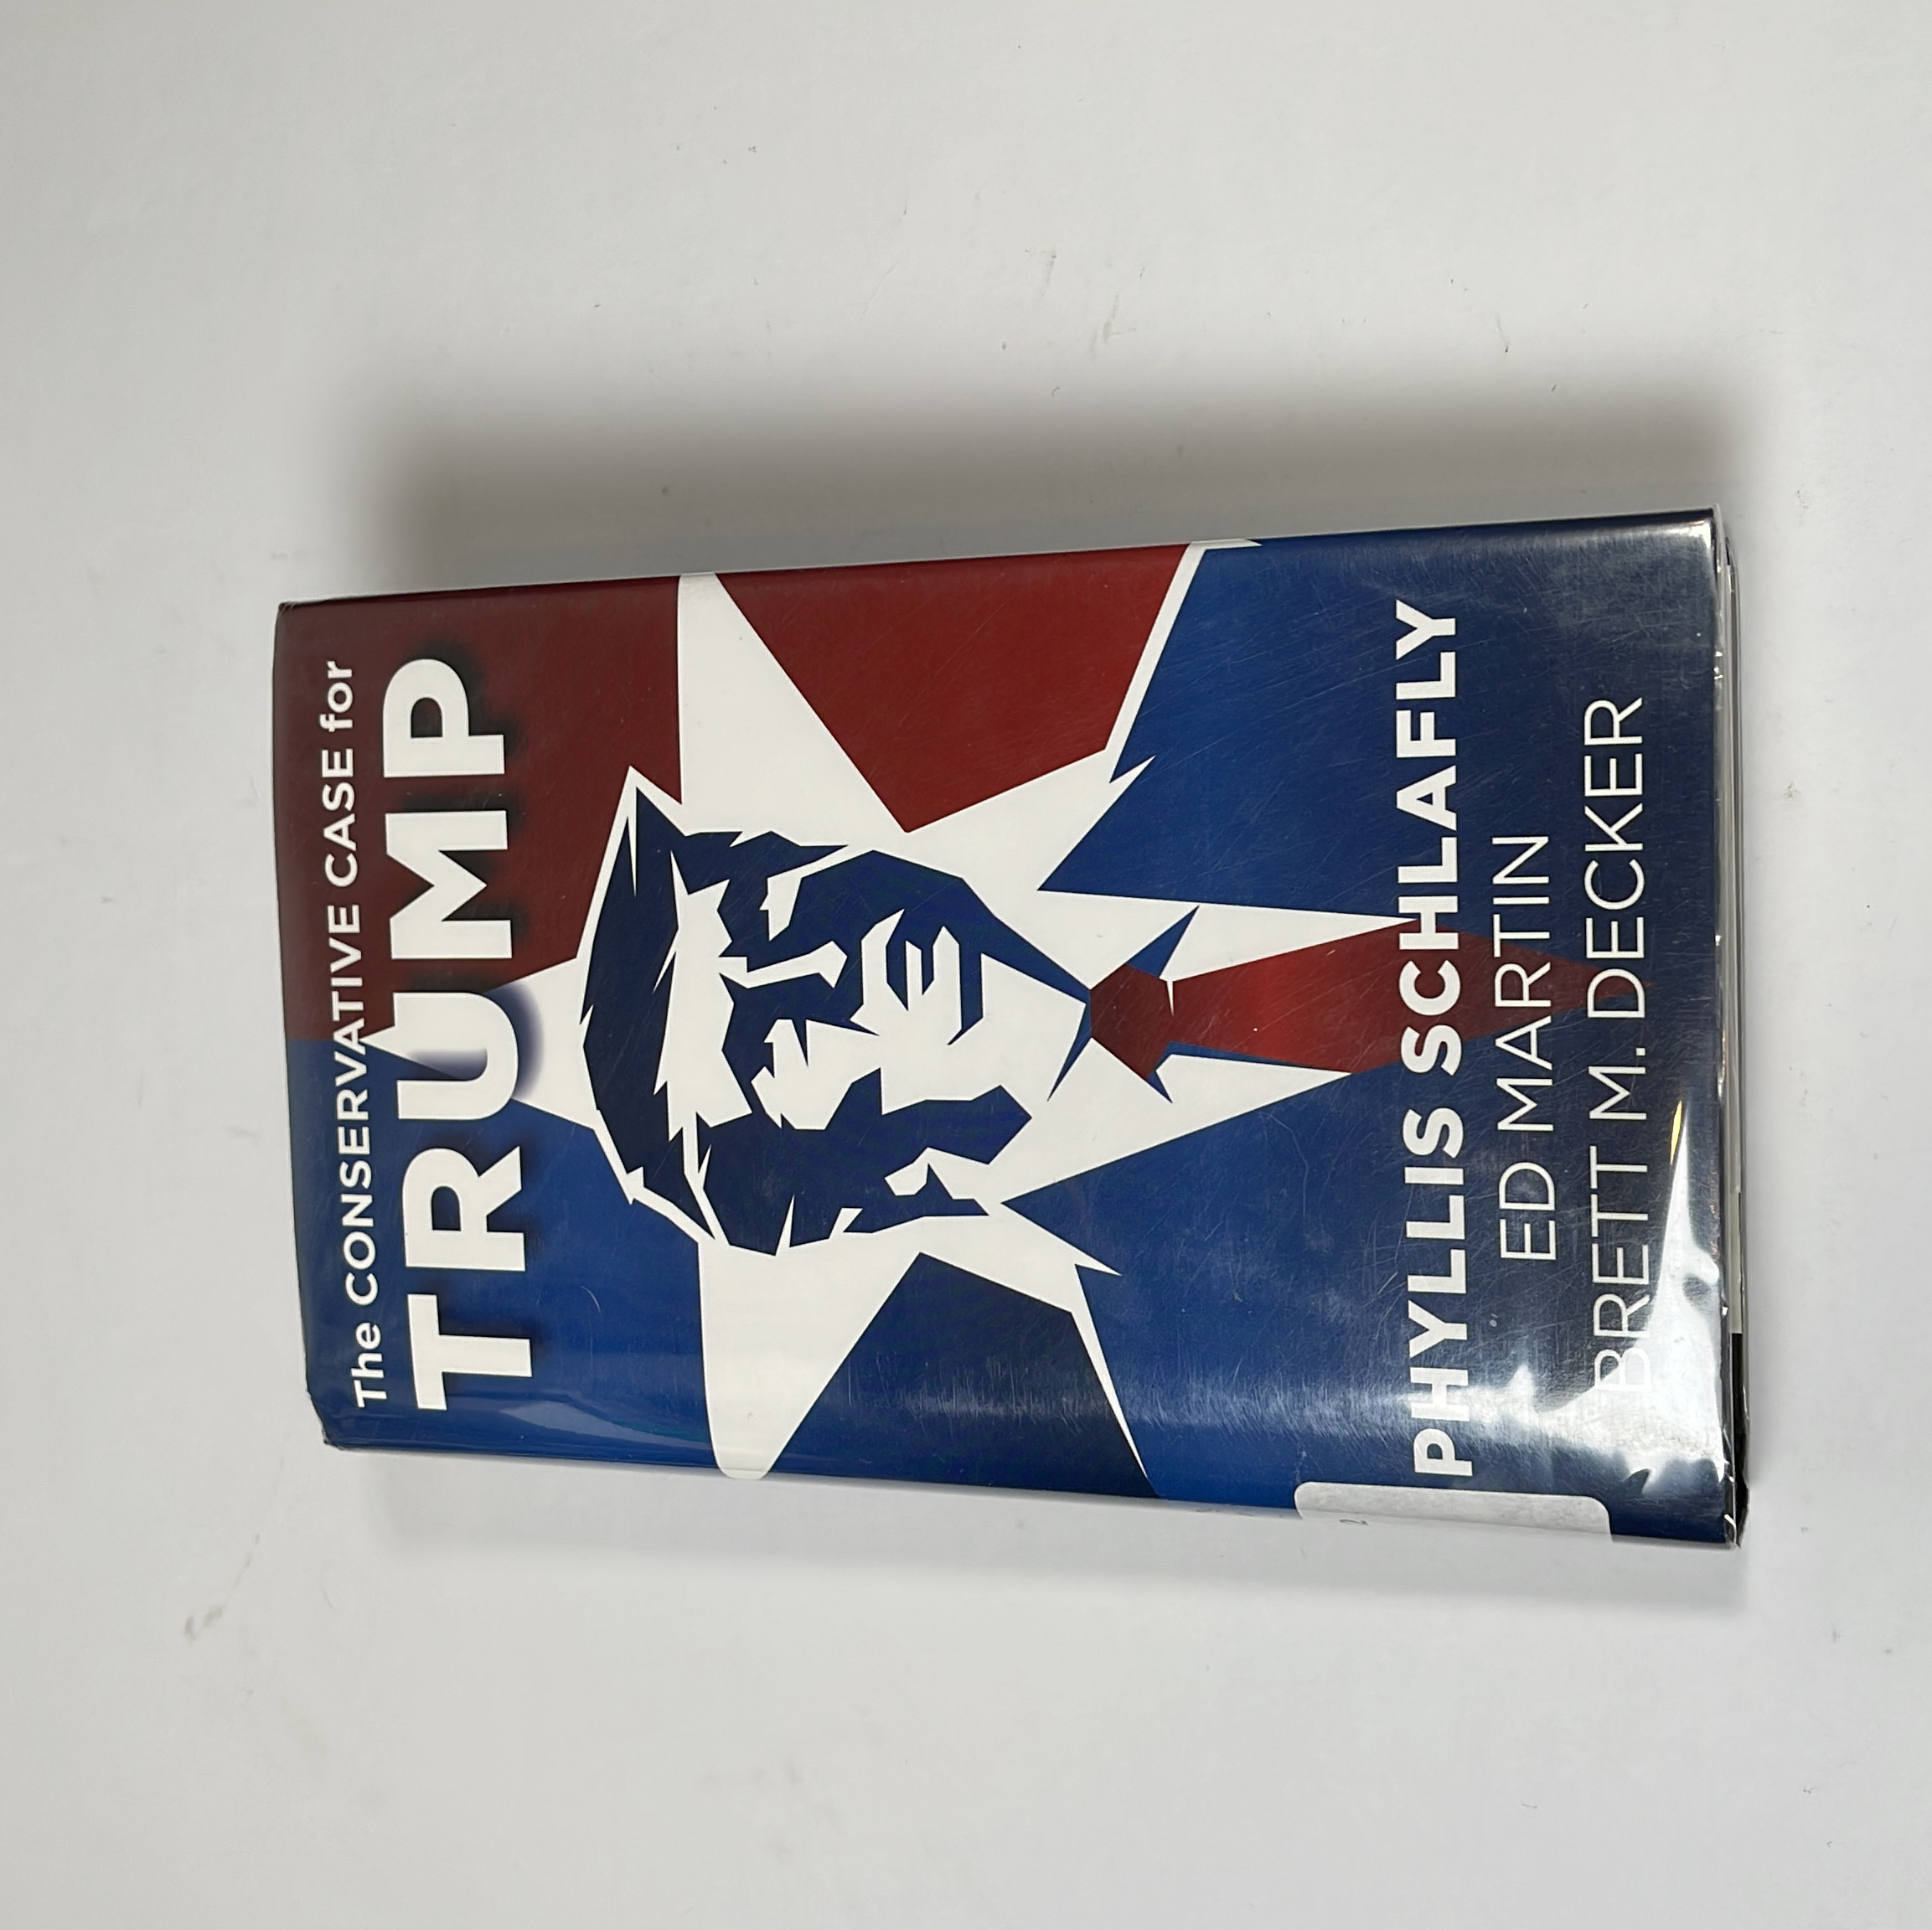 The CONSERVATIVE CASE for
TRUMP
PHYLLIS SCHLAFLY
ED MARTIN
BRETT M. DECKER